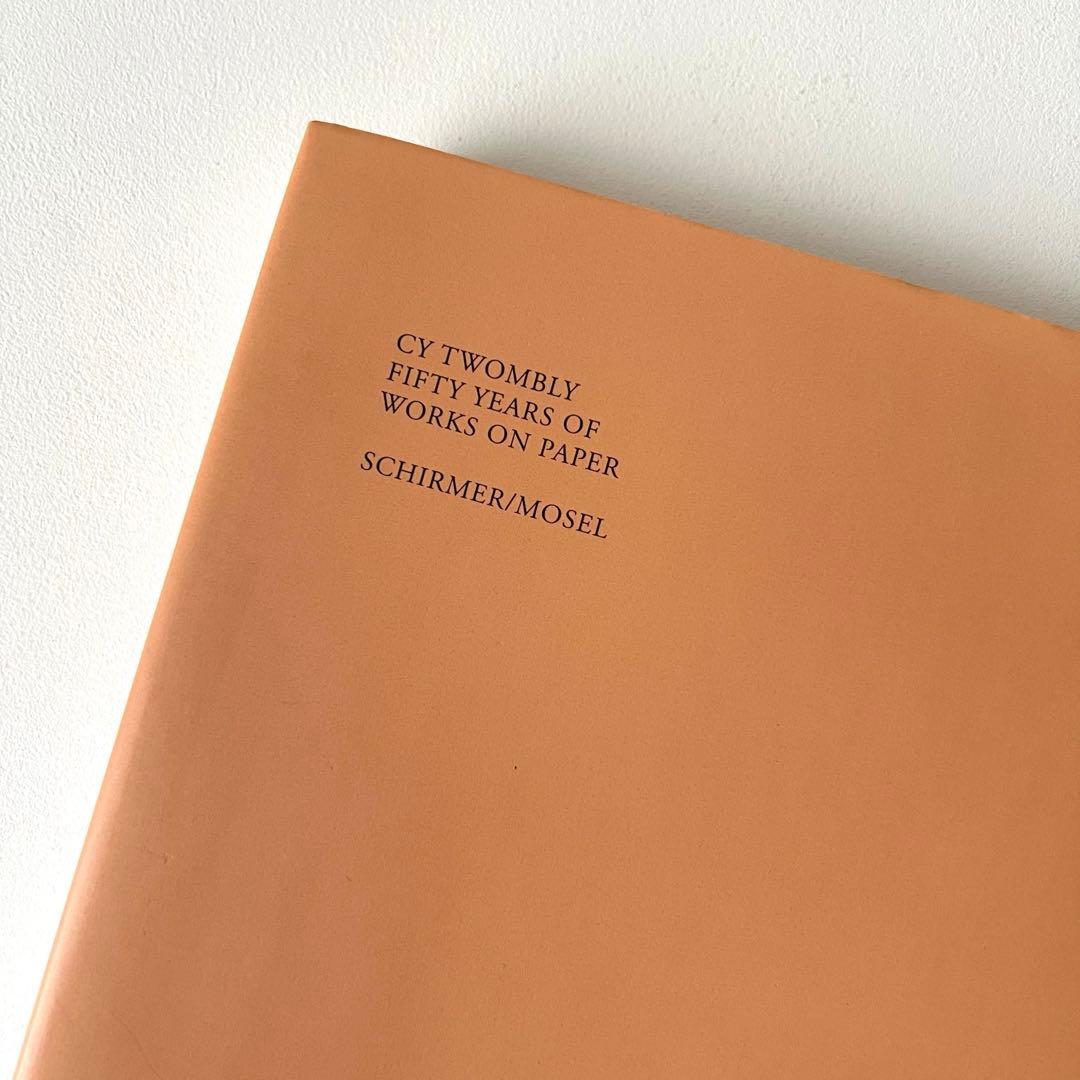 CY TWOMBLY
FIFTY YEARS OF
WORKS ON PAPER
SCHIRMER/MOSEL